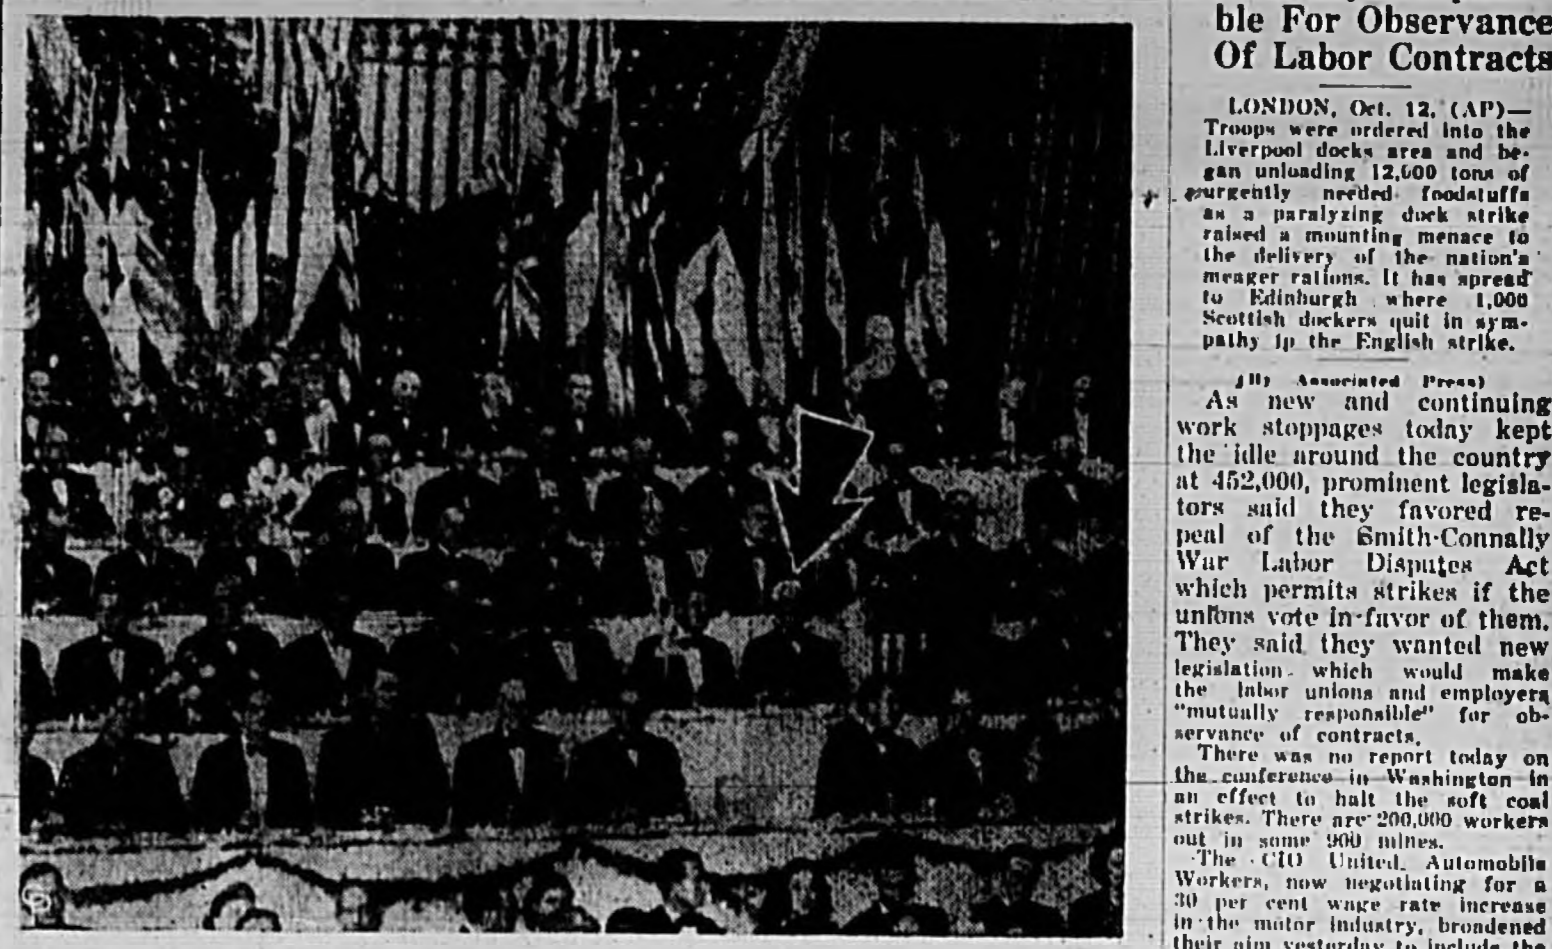 ble For Observance
Of Labor Contracts
LONDON, Oct. 12, (AP)—
Troops were ordered into the
Liverpool docks area and be-
gan unloading 12,000 tons of
urgently needed foodstuffs
as a paralyzing dock strike
raised a mounting menace to
the delivery of the nation's
meager rations. It has spread
to Edinburgh where 1,000
Scottish dockers quit in sym-
pathy in the English strike.
(By Associated Press)
As new and continuing
work stoppages today kept
the idle around the country
at 452,000, prominent legisla-
tors said they favored re-
peal of the Smith-Connally
War Labor Disputes Act
which permits strikes if the
unions vote in favor of them.
They said they wanted new
legislation which would make
the labor unions and employers
"mutually responsible" for ob-
servance of contracts.
There was no report today on
the conference in Washington in
an effect to halt the soft coal
strikes. There are 200,000 workers
out in some 900 mines.
The CIO United Automobile
Workers, now negotiating for a
30 per cent wage rate increase
in the motor industry, broadened
their aim yesterday to include the